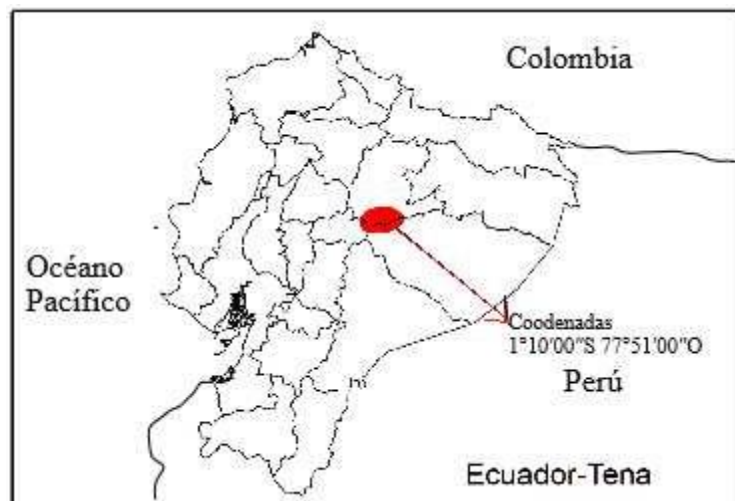 Colombia
Océano
Pacífico
Coodenadas
1°10'00"S 77°51'00"O
Perú
Ecuador-Tena